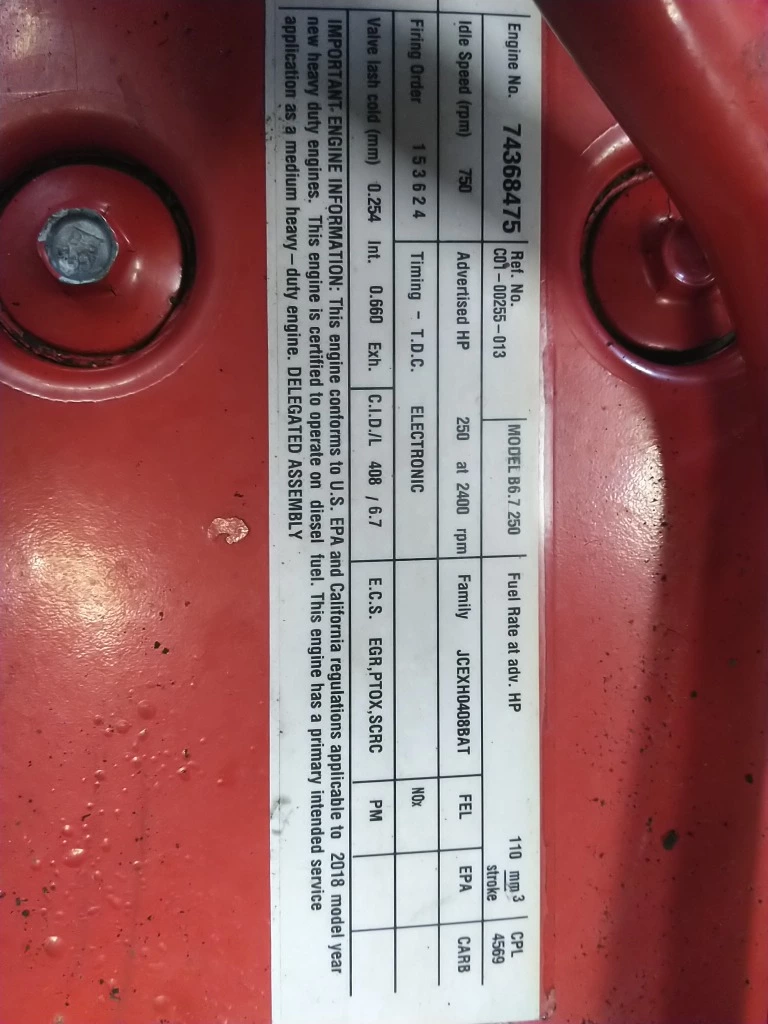 Engine No. 74368475 Ref. No. C01-00255-013 MODEL B6.7 250 Fuel Rate at adv. HP 110 mm3 stroke CPL 4569
Idle Speed (rpm) 750 Advertised HP 250 at 2400 rpm Family JCEXH0408BAT FEL EPA CARB
Firing Order 1 5 3 6 2 4 Timing - T.D.C. ELECTRONIC NOx
Valve lash cold (mm) 0.254 Int. 0.660 Exh. C.I.D./L 408 / 6.7 E.C.S. EGR,PTOX,SCRC PM
IMPORTANT ENGINE INFORMATION: This engine conforms to U.S. EPA and California regulations applicable to 2018 model year
new heavy duty engines. This engine is certified to operate on diesel fuel. This engine has a primary intended service
application as a medium heavy-duty engine. DELEGATED ASSEMBLY